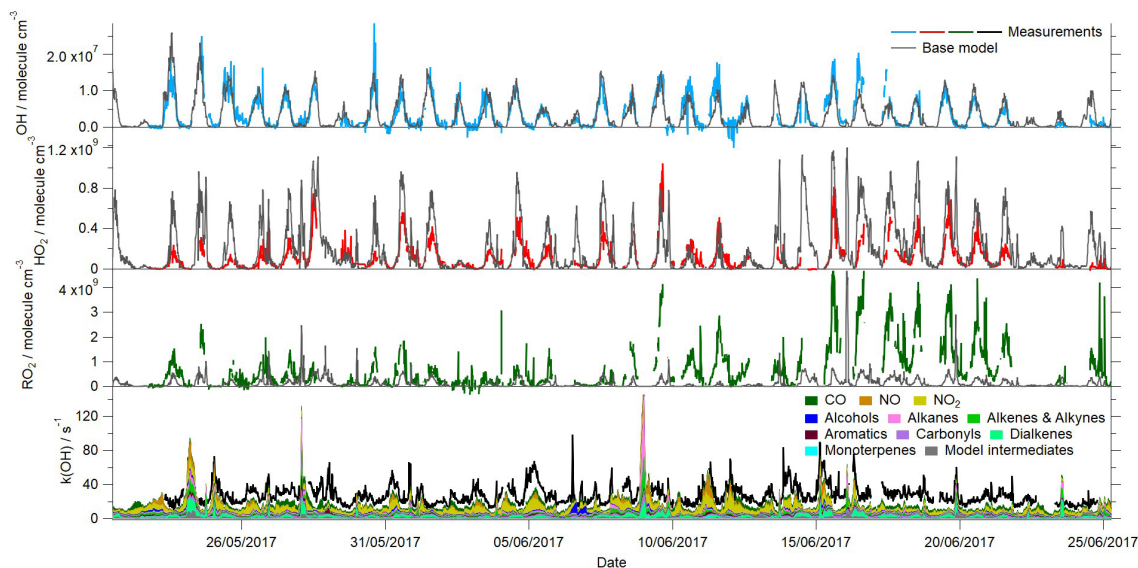 Measurements
Base model
OH / molecule cm⁻³
2.0 x10⁷
1.0
0.0
HO₂ / molecule cm⁻³
1.2 x10⁹
0.8
0.4
0
RO₂ / molecule cm⁻³
4 x10⁹
3
2
1
0
k(OH) / s⁻¹
120
80
40
0
CO NO NO₂
Alcohols Alkanes Alkenes & Alkynes
Aromatics Carbonyls Dialkenes
Monoterpenes Model intermediates
26/05/2017 31/05/2017 05/06/2017 10/06/2017 15/06/2017 20/06/2017 25/06/2017
Date